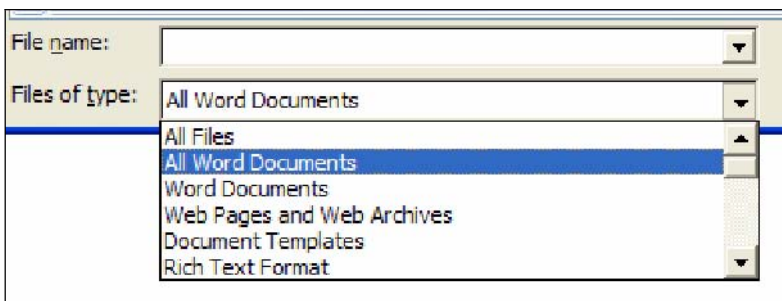 File name:
Files of type: All Word Documents
All Files
All Word Documents
Word Documents
Web Pages and Web Archives
Document Templates
Rich Text Format